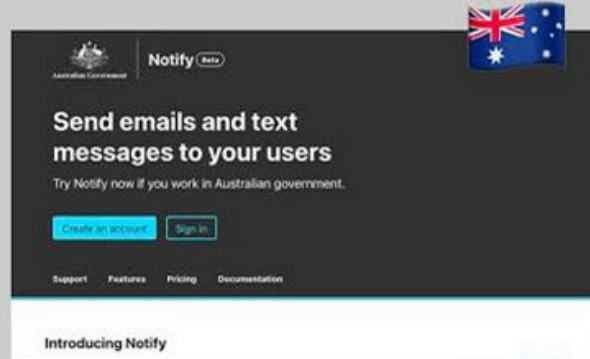 Australian Government
Notify Beta
Send emails and text
messages to your users
Try Notify now if you work in Australian government.
Create an account Sign in
Support Features Pricing Documentation
Introducing Notify